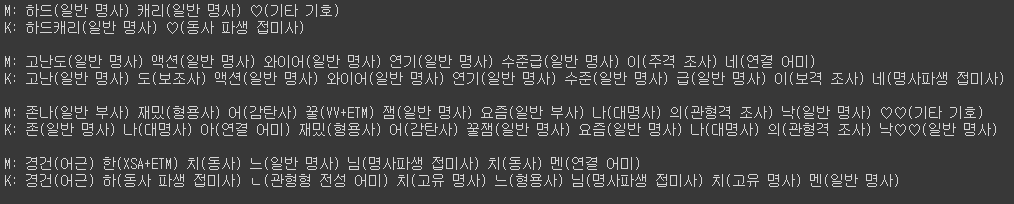 M: 하드(일반 명사) 캐리(일반 명사) ♡(기타 기호)
K: 하드캐리(일반 명사) ♡(동사 파생 접미사)
M: 고난도(일반 명사) 액션(일반 명사) 와이어(일반 명사) 연기(일반 명사) 수준급(일반 명사) 이(주격 조사) 네(연결 어미)
K: 고난(일반 명사) 도(보조사) 액션(일반 명사) 와이어(일반 명사) 연기(일반 명사) 수준(일반 명사) 급(일반 명사) 이(보격 조사) 네(명사파생 접미사)
M: 존나(일반 부사) 재밌(형용사) 어(감탄사) 꿀(VV+ETM) 잼(일반 명사) 요즘(일반 부사) 나(대명사) 의(관형격 조사) 낙(일반 명사) ♡♡(기타 기호)
K: 존(일반 명사) 나(대명사) 아(연결 어미) 재밌(형용사) 어(감탄사) 꿀잼(일반 명사) 요즘(일반 명사) 나(대명사) 의(관형격 조사) 낙♡♡(일반 명사)
M: 경건(어근) 한(XSA+ETM) 치(동사) 느(일반 명사) 님(명사파생 접미사) 치(동사) 멘(연결 어미)
K: 경건(어근) 하(동사 파생 접미사) ㄴ(관형형 전성 어미) 치(고유 명사) 느(형용사) 님(명사파생 접미사) 치(고유 명사) 멘(일반 명사)